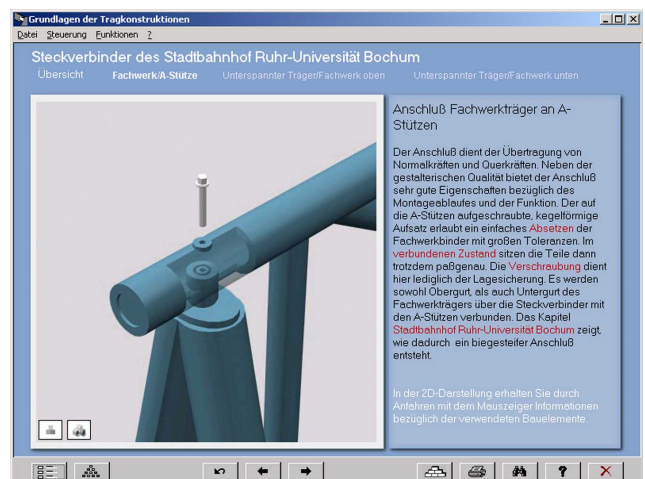 Grundlagen der Tragkonstruktionen
Datei Steuerung Funktionen ?
Steckverbinder des Stadtbahnhof Ruhr-Universität Bochum
Übersicht Fachwerk/A-Stütze Unterspannter Träger/Fachwerk oben Unterspannter Träger/Fachwerk unten
Anschluß Fachwerkträger an A-
Stützen
Der Anschluß dient der Übertragung von
Normalkräften und Querkräften. Neben der
gestalterischen Qualität bietet der Anschluß
sehr gute Eigenschaften bezüglich des
Montageablaufes und der Funktion. Der auf
die A-Stützen aufgeschraubte, kegelförmige
Aufsatz erlaubt ein einfaches Absetzen der
Fachwerkbinder mit großen Toleranzen. Im
verbundenen Zustand sitzen die Teile dann
trotzdem paßgenau. Die Verschraubung dient
hier lediglich der Lagesicherung. Es werden
sowohl Obergurt, als auch Untergurt des
Fachwerkträgers über die Steckverbinder mit
den A-Stützen verbunden. Das Kapitel
Stadtbahnhof Ruhr-Universität Bochum zeigt,
wie dadurch ein biegesteifer Anschluß
entsteht.
In der 2D-Darstellung erhalten Sie durch
Anfahren mit dem Mauszeiger Informationen
bezüglich der verwendeten Bauelemente.
?